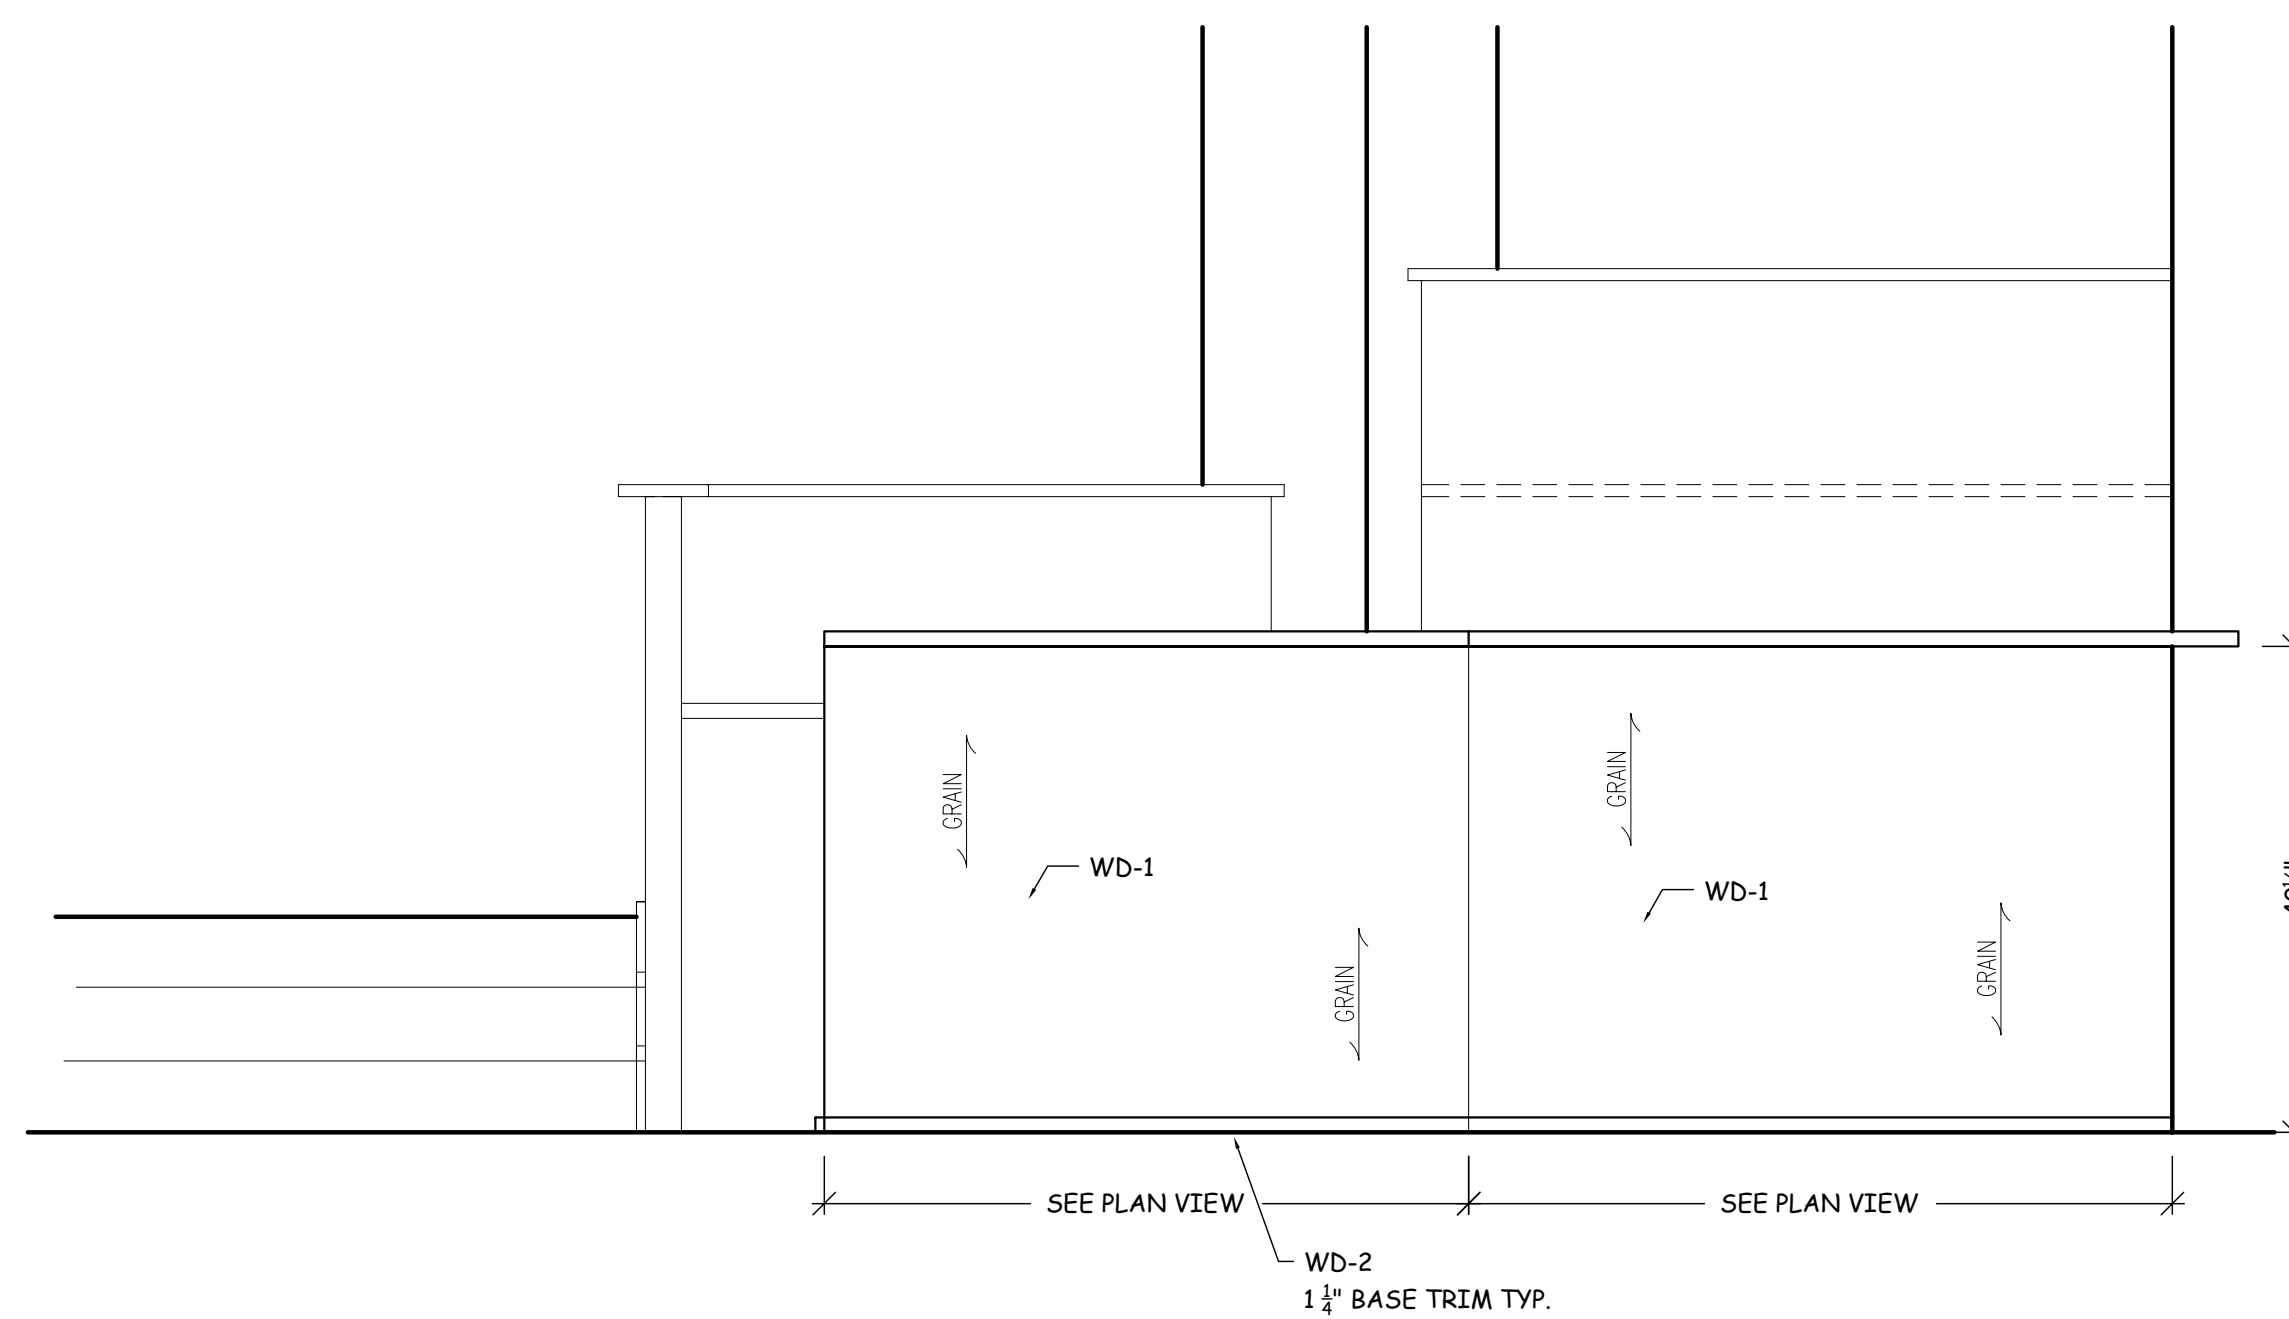 GRAIN
GRAIN
WD-1
WD-1
GRAIN
GRAIN
SEE PLAN VIEW
SEE PLAN VIEW
WD-2
1 1/4" BASE TRIM TYP.